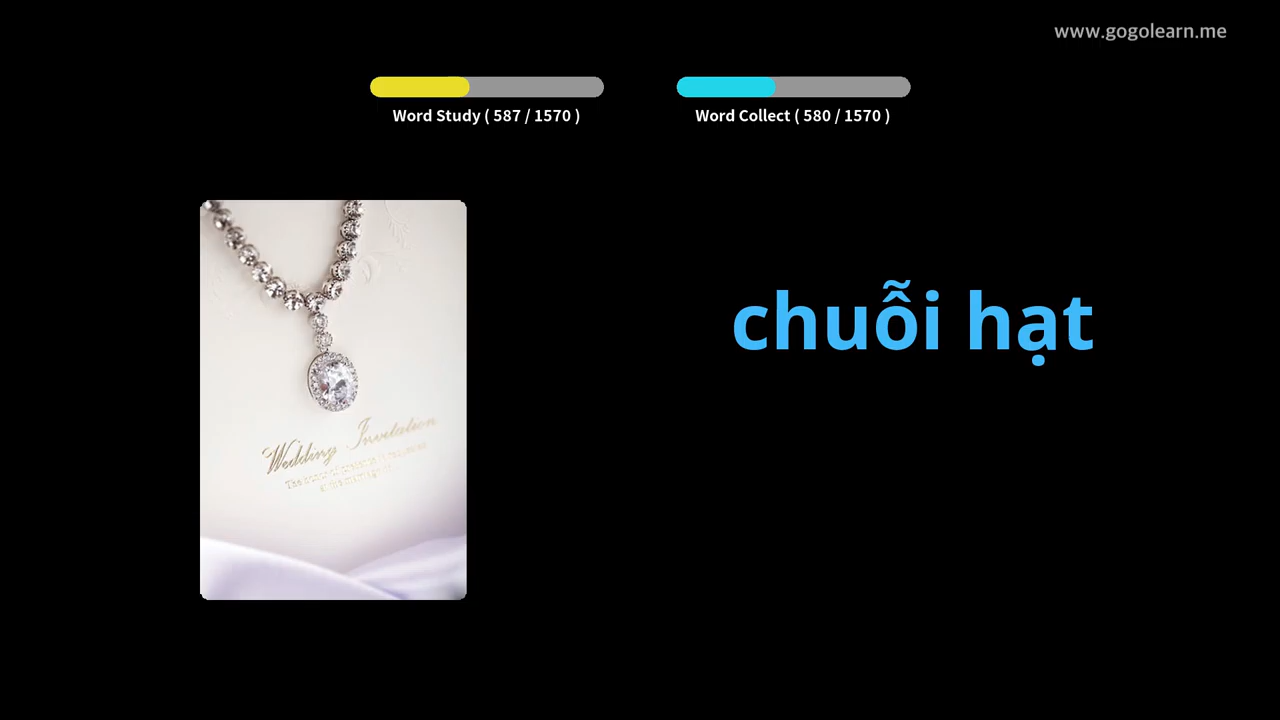 www.gogolearn.me
Word Study ( 587 / 1570 )
Word Collect ( 580 / 1570 )
chuỗi hạt
Wedding Invitation